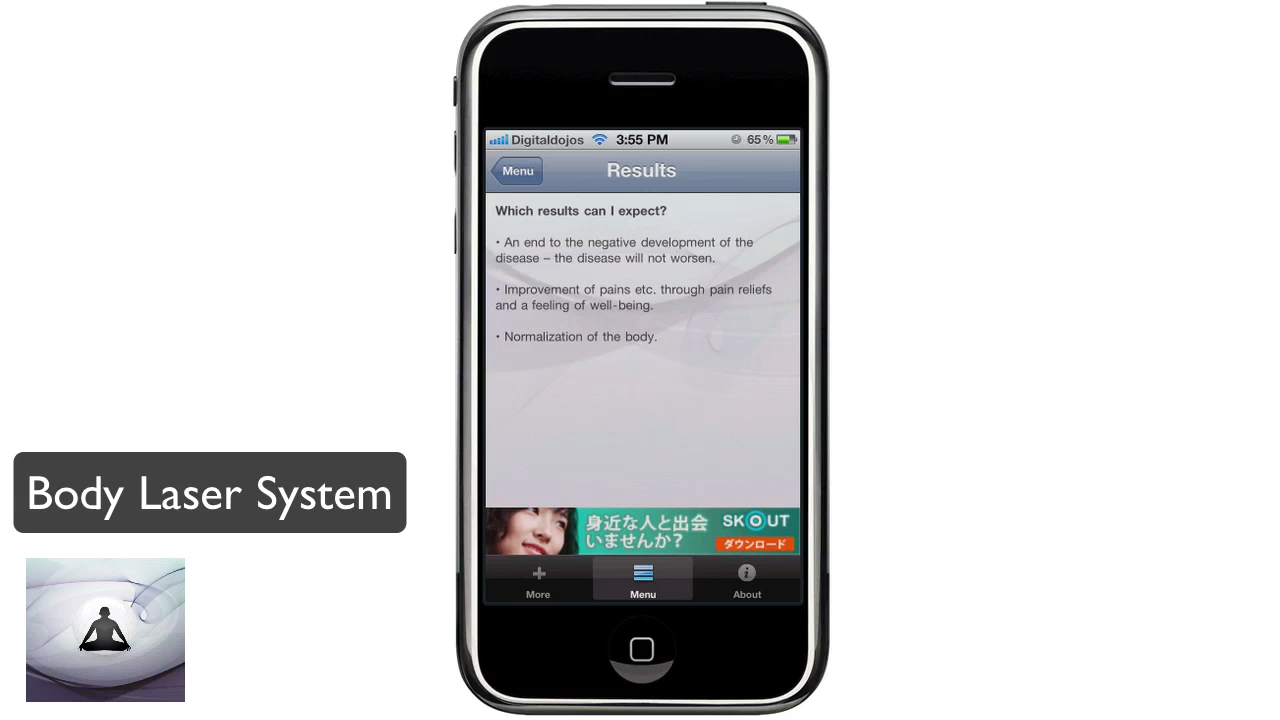 Digitaldojos 3:55 PM 65%
Menu Results
Which results can I expect?
• An end to the negative development of the
disease – the disease will not worsen.
• Improvement of pains etc. through pain reliefs
and a feeling of well-being.
• Normalization of the body.
Body Laser System
身近な人と出会
いませんか?
SKOUT
ダウンロード
More Menu About